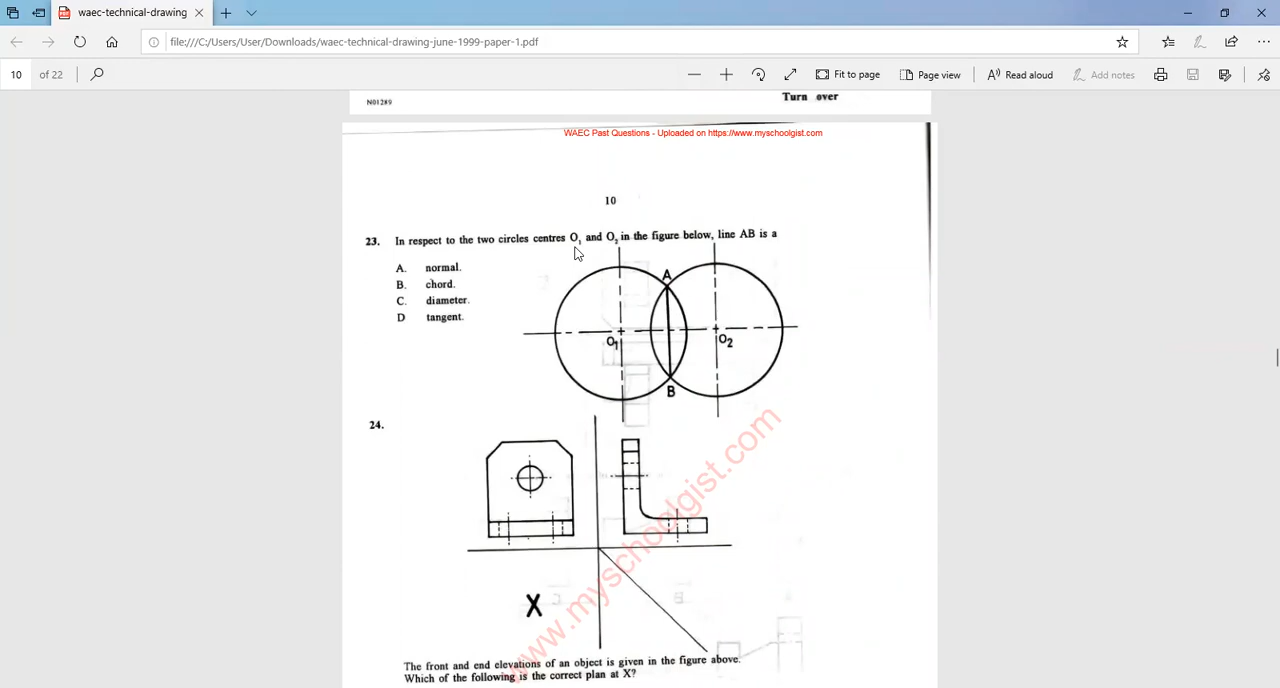 waec-technical-drawing
file:///C:/Users/User/Downloads/waec-technical-drawing-june-1999-paper-1.pdf
10 of 22
Fit to page
Page view
Read aloud
Add notes
N01289
Turn over
WAEC Past Questions - Uploaded on https://www.myschoolgist.com
10
23. In respect to the two circles centres O1 and O2 in the figure below, line AB is a
A. normal.
B. chord.
C. diameter.
D tangent.
A
O1
O2
B
24.
X
www.myschoolgist.com
The front and end elevations of an object is given in the figure above.
Which of the following is the correct plan at X?